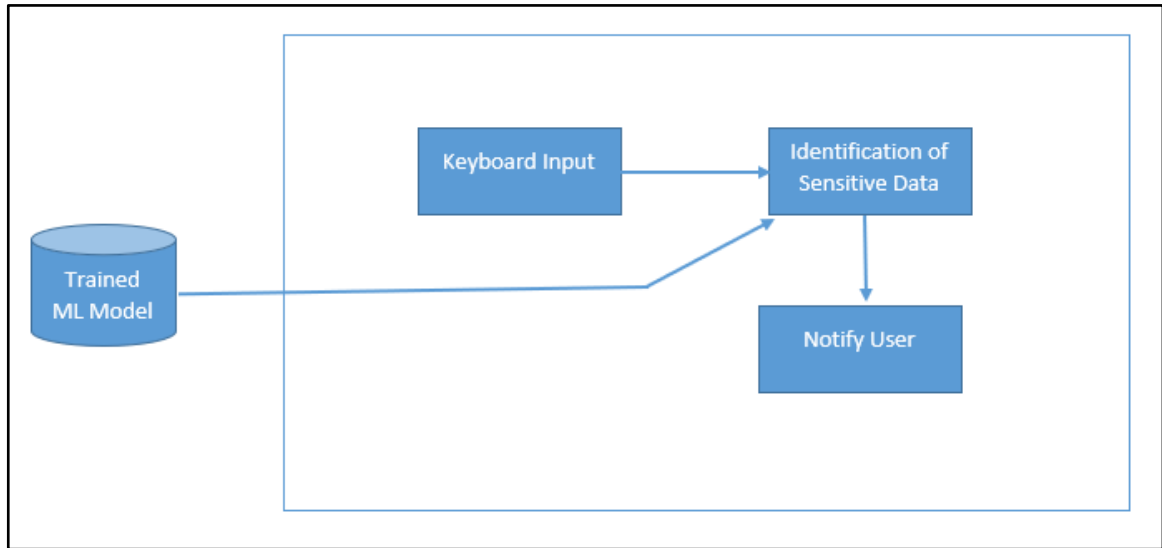 Keyboard Input
Identification of
Sensitive Data
Trained
ML Model
Notify User